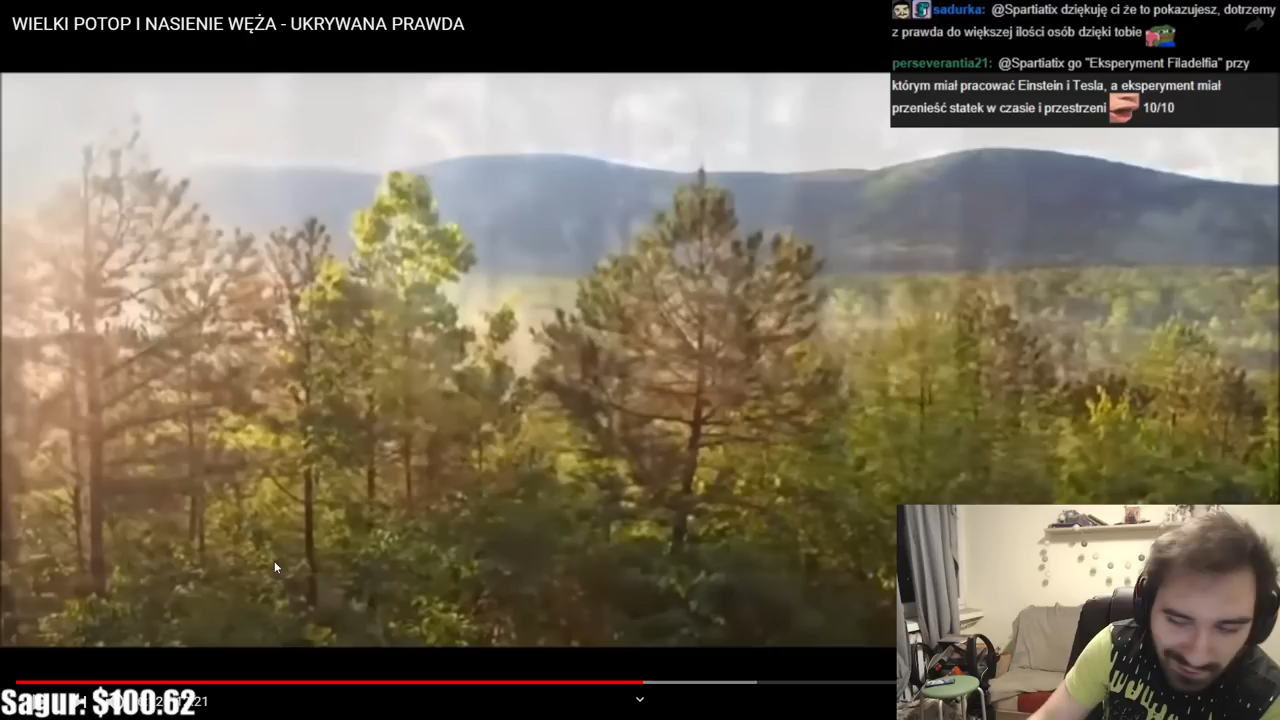 WIELKI POTOP I NASIENIE WĘŻA - UKRYWANA PRAWDA
sadurka: @Spartiatix dziękuję ci że to pokazujesz, dotrzemy
z prawda do większej ilości osób dzięki tobie
perseverantia21: @Spartiatix go "Eksperyment Filadelfia" przy
którym miał pracować Einstein i Tesla, a eksperyment miał
przenieść statek w czasie i przestrzeni 10/10
Sagur: $100.62